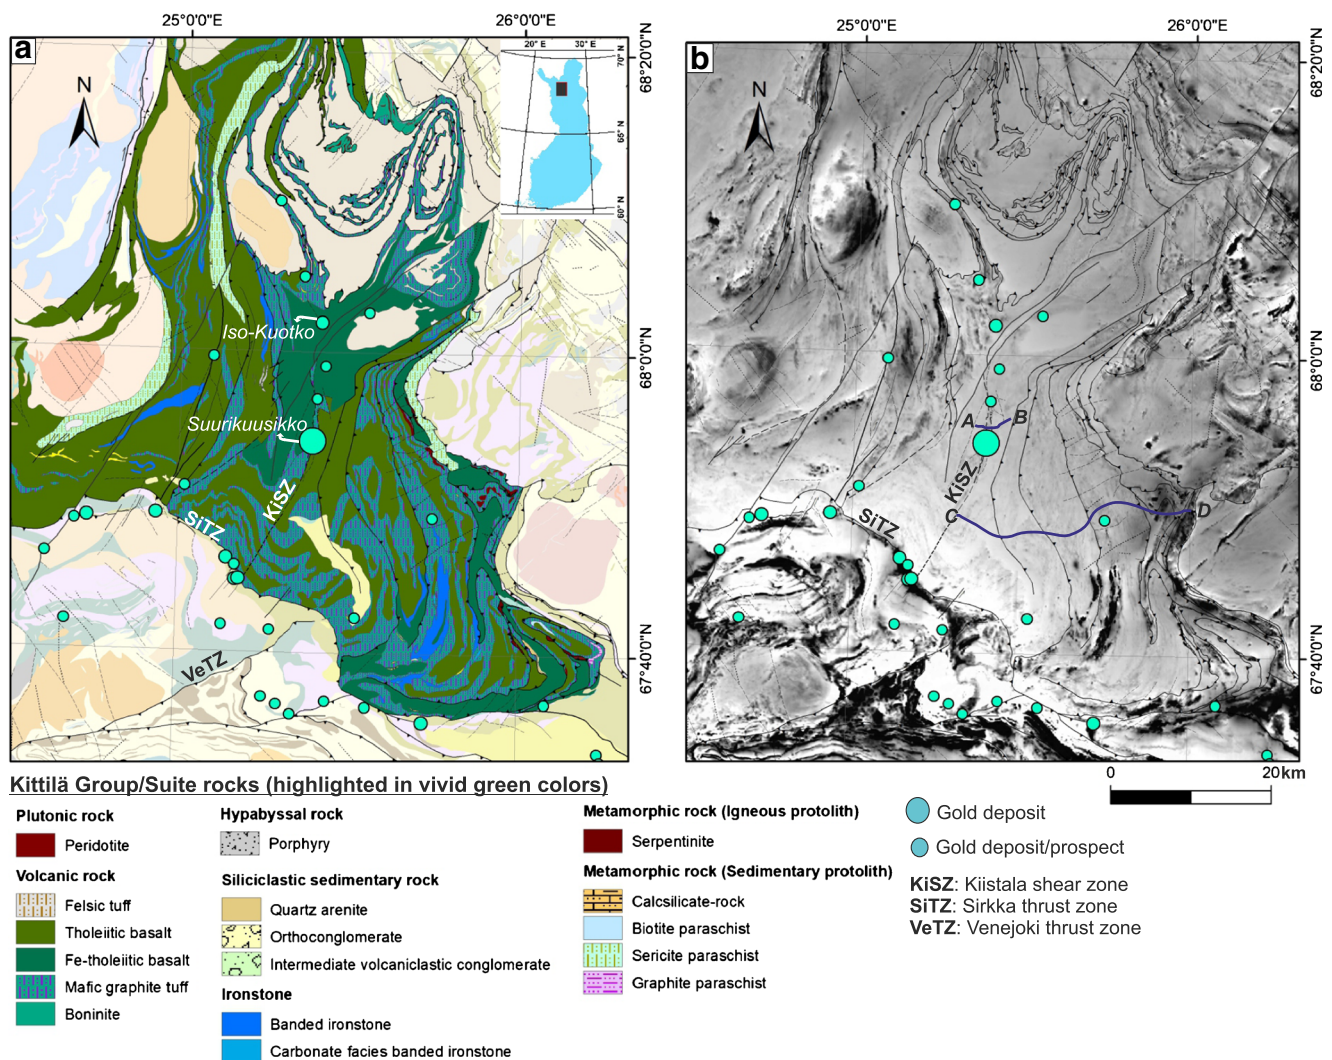 25°0'0"E
26°0'0"E
25°0'0"E
26°0'0"E
a
N
20° E
30° E
70° N
65° N
60° N
68°20'0"N
68°0'0"N
67°40'0"N
Iso-Kuotko
Suurikuusikko
KiSZ
SiTZ
VeTZ
b
N
68°20'0"N
68°0'0"N
67°40'0"N
A
B
KiSZ
C
D
SiTZ
0
20km
Kittilä Group/Suite rocks (highlighted in vivid green colors)
Plutonic rock
Peridotite
Volcanic rock
Felsic tuff
Tholeiitic basalt
Fe-tholeiitic basalt
Mafic graphite tuff
Boninite
Hypabyssal rock
Porphyry
Siliciclastic sedimentary rock
Quartz arenite
Orthoconglomerate
Intermediate volcaniclastic conglomerate
Ironstone
Banded ironstone
Carbonate facies banded ironstone
Metamorphic rock (Igneous protolith)
Serpentinite
Metamorphic rock (Sedimentary protolith)
Calcsilicate-rock
Biotite paraschist
Sericite paraschist
Graphite paraschist
Gold deposit
Gold deposit/prospect
KiSZ: Kiistala shear zone
SiTZ: Sirkka thrust zone
VeTZ: Venejoki thrust zone